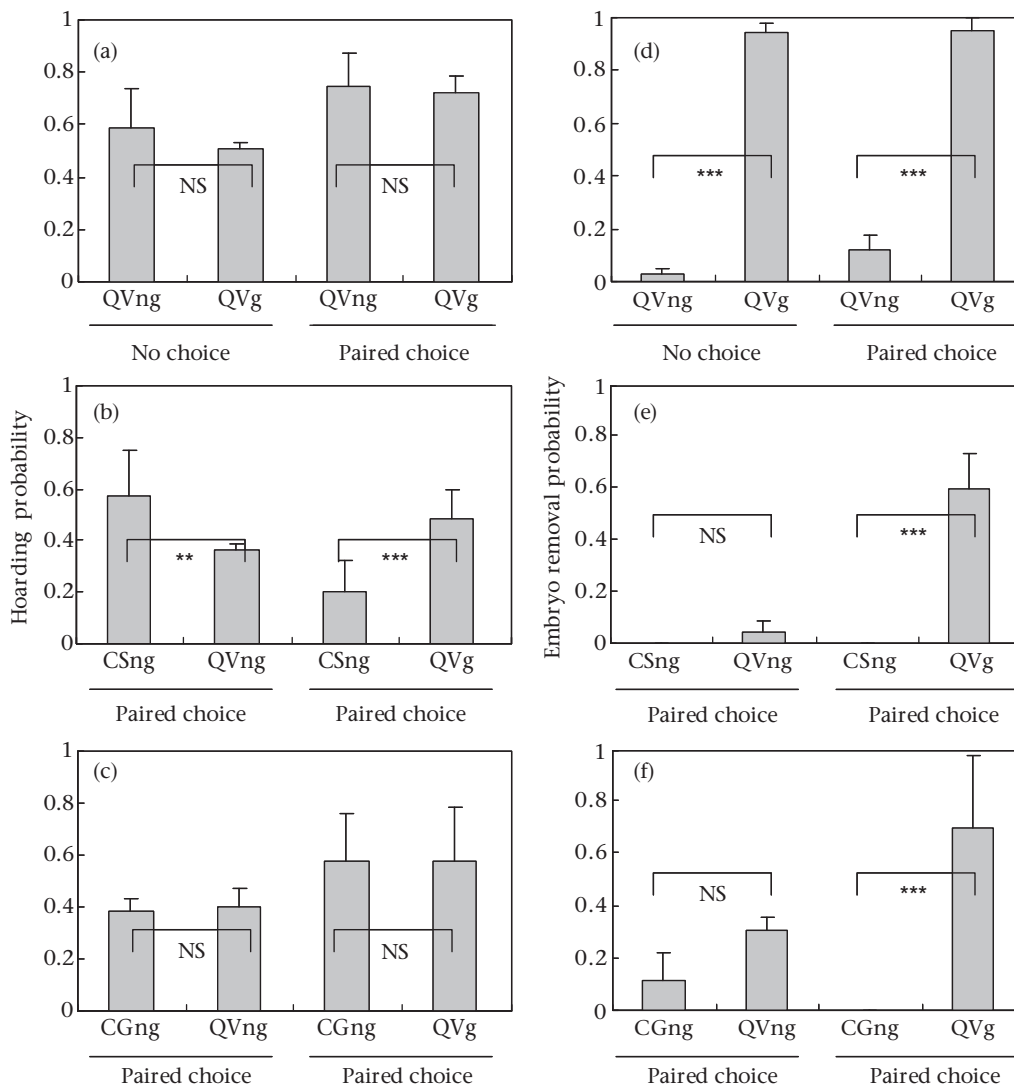 Hoarding probability
(a)
1
0.8
0.6
0.4
0.2
0
NS
NS
QVng QVg QVng QVg
No choice Paired choice
(b)
1
0.8
0.6
0.4
0.2
0
**
***
CSng QVng CSng QVg
Paired choice Paired choice
(c)
1
0.8
0.6
0.4
0.2
0
NS
NS
CGng QVng CGng QVg
Paired choice Paired choice
Embryo removal probability
(d)
1
0.8
0.6
0.4
0.2
0
***
***
QVng QVg QVng QVg
No choice Paired choice
(e)
1
0.8
0.6
0.4
0.2
0
NS
***
CSng QVng CSng QVg
Paired choice Paired choice
(f)
1
0.8
0.6
0.4
0.2
0
NS
***
CGng QVng CGng QVg
Paired choice Paired choice